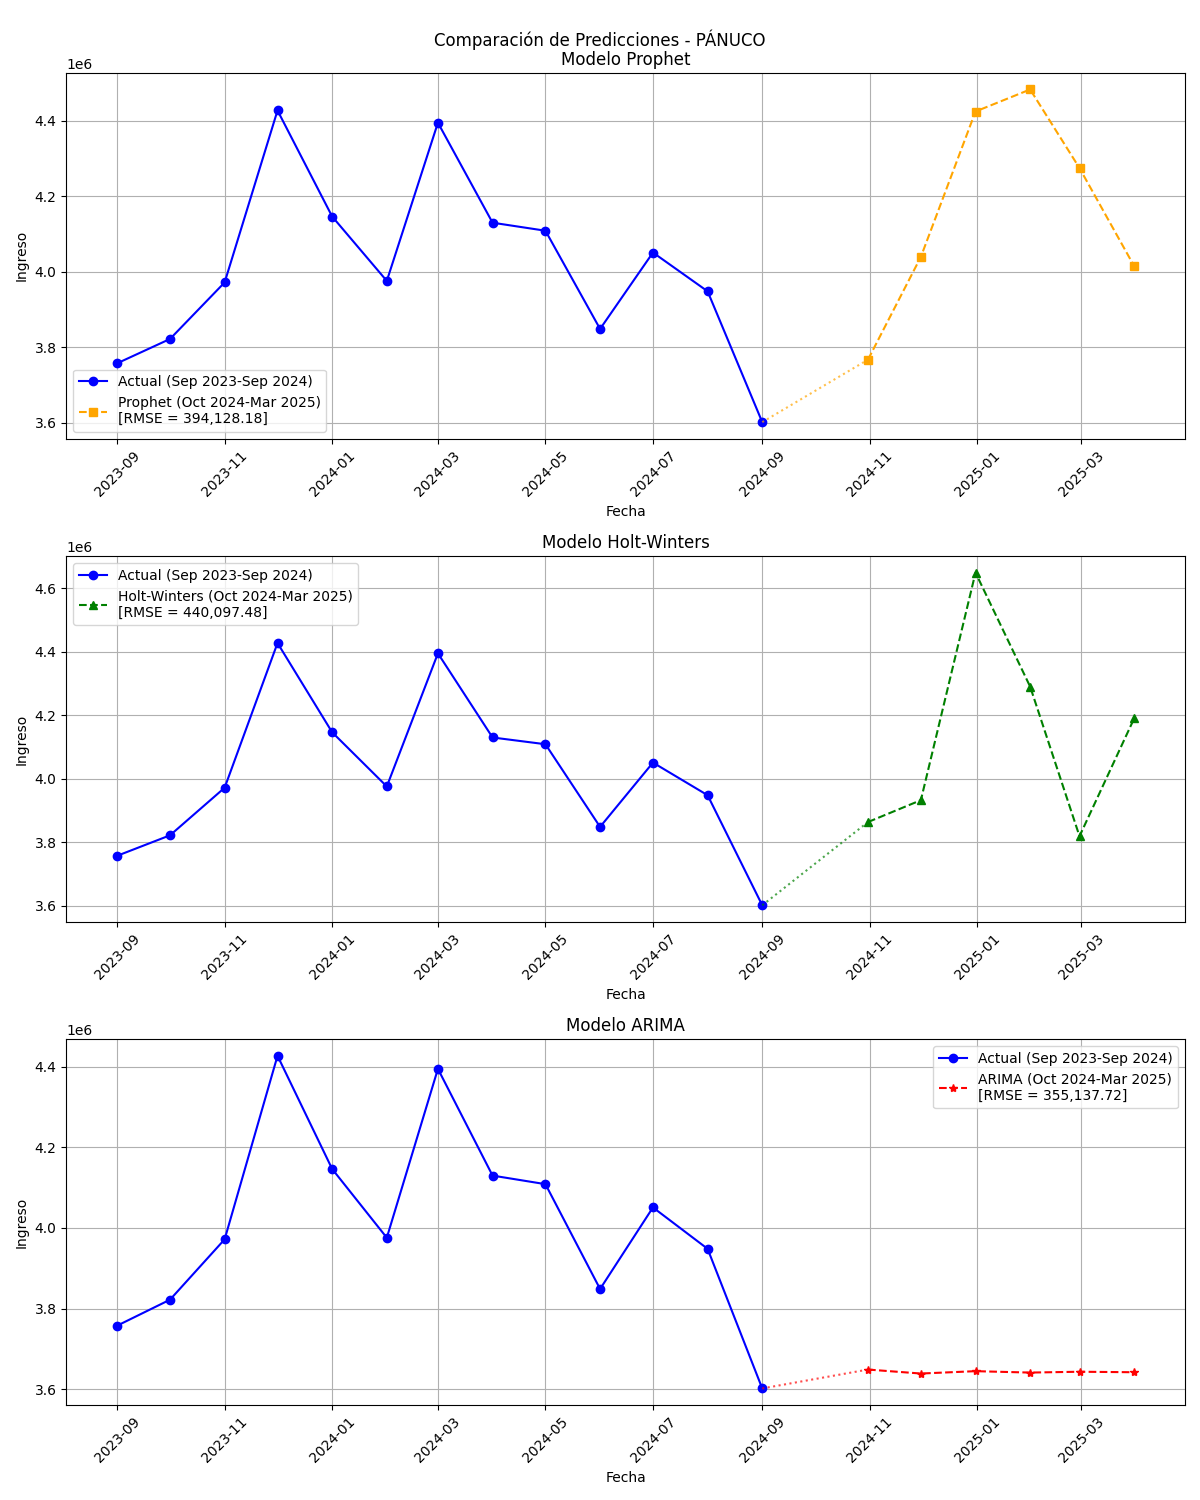 Comparación de Predicciones - PÁNUCO
Modelo Prophet
1e6
4.4
4.2
4.0
3.8
3.6
Ingreso
Actual (Sep 2023-Sep 2024)
Prophet (Oct 2024-Mar 2025)
[RMSE = 394,128.18]
2023-09
2023-11
2024-01
2024-03
2024-05
2024-07
2024-09
2024-11
2025-01
2025-03
Fecha
Modelo Holt-Winters
1e6
4.6
4.4
4.2
4.0
3.8
3.6
Ingreso
Actual (Sep 2023-Sep 2024)
Holt-Winters (Oct 2024-Mar 2025)
[RMSE = 440,097.48]
2023-09
2023-11
2024-01
2024-03
2024-05
2024-07
2024-09
2024-11
2025-01
2025-03
Fecha
Modelo ARIMA
1e6
4.4
4.2
4.0
3.8
3.6
Ingreso
Actual (Sep 2023-Sep 2024)
ARIMA (Oct 2024-Mar 2025)
[RMSE = 355,137.72]
2023-09
2023-11
2024-01
2024-03
2024-05
2024-07
2024-09
2024-11
2025-01
2025-03
Fecha